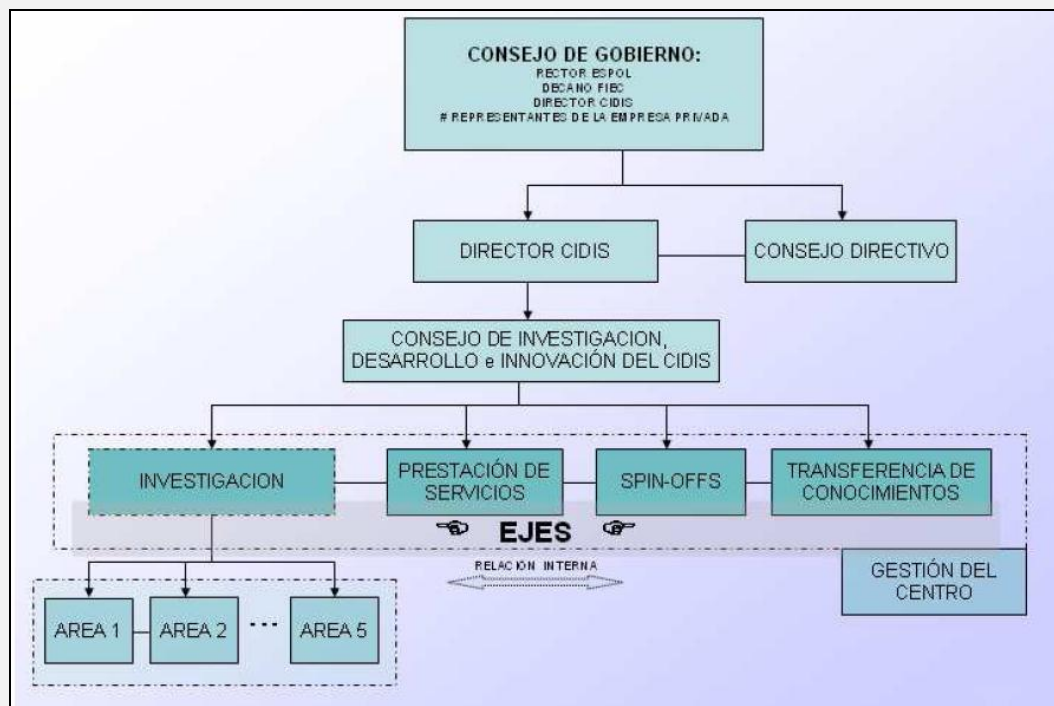 CONSEJO DE GOBIERNO:
RECTOR ESPOL
DECANO FIEC
DIRECTOR CIDIS
# REPRESENTANTES DE LA EMPRESA PRIVADA
DIRECTOR CIDIS
CONSEJO DIRECTIVO
CONSEJO DE INVESTIGACION,
DESARROLLO e INNOVACIÓN DEL CIDIS
INVESTIGACION
PRESTACIÓN DE
SERVICIOS
SPIN-OFFS
TRANSFERENCIA DE
CONOCIMIENTOS
EJES
RELACION INTERNA
GESTIÓN DEL
CENTRO
AREA 1
AREA 2
...
AREA 5